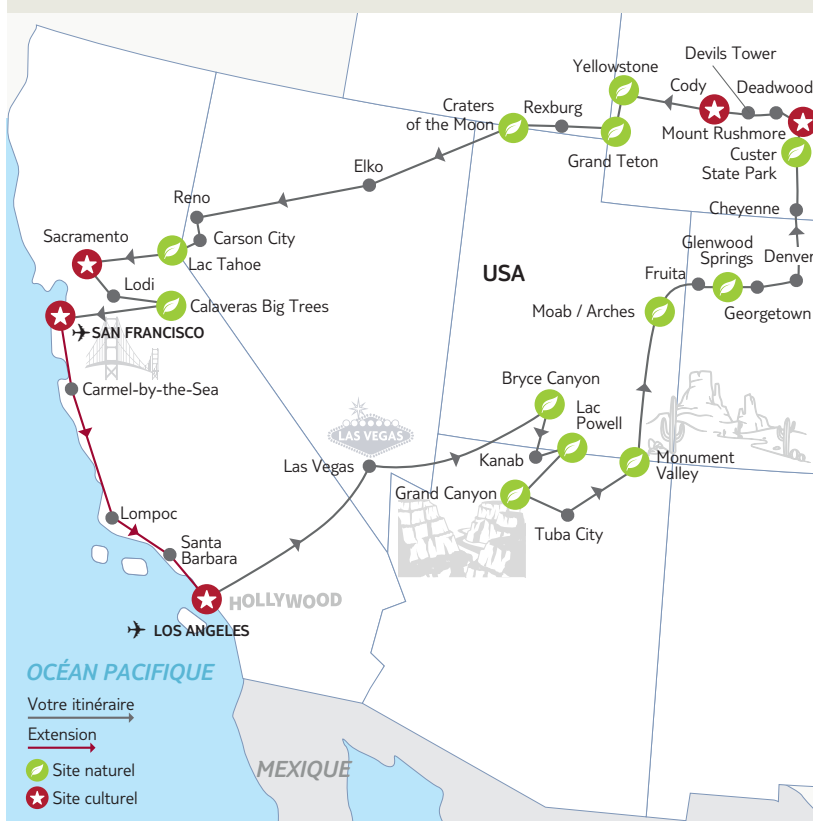 Devils Tower
Yellowstone
Cody
Deadwood
Craters
of the Moon
Rexburg
Mount Rushmore
Grand Teton
Custer
State Park
Elko
Reno
Cheyenne
Sacramento
Carson City
Glenwood
Springs
Lac Tahoe
Denver
USA
Fruita
Lodi
Calaveras Big Trees
Moab / Arches
Georgetown
SAN FRANCISCO
Bryce Canyon
Carmel-by-the-Sea
Lac
Powell
LAS VEGAS
Las Vegas
Kanab
Monument
Valley
Grand Canyon
Lompoc
Tuba City
Santa
Barbara
HOLLYWOOD
LOS ANGELES
OCÉAN PACIFIQUE
Votre itinéraire
Extension
MEXIQUE
Site naturel
Site culturel